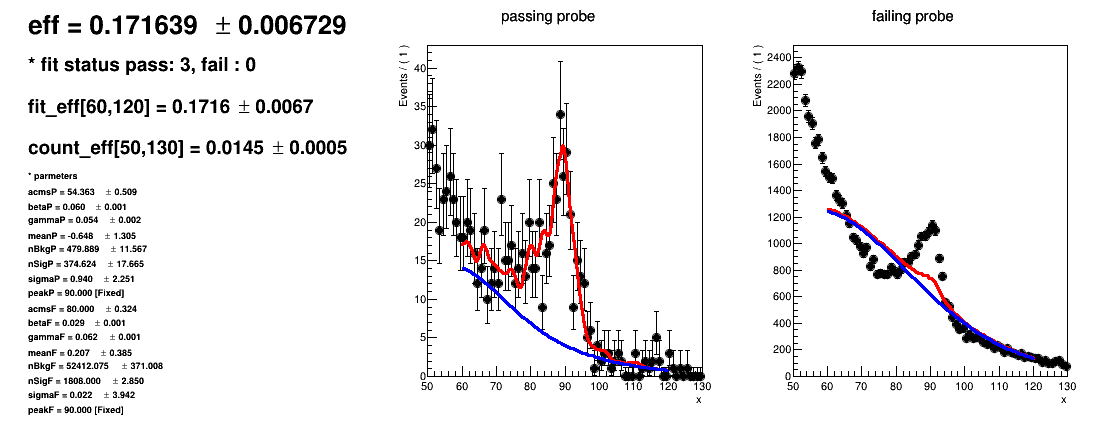 eff = 0.171639 ± 0.006729
* fit status pass: 3, fail : 0
fit_eff[60,120] = 0.1716 ± 0.0067
count_eff[50,130] = 0.0145 ± 0.0005
* parmeters
acmsP = 54.363 ± 0.509
betaP = 0.060 ± 0.001
gammaP = 0.054 ± 0.002
meanP = -0.648 ± 1.305
nBkgP = 479.889 ± 11.567
nSigP = 374.624 ± 17.665
sigmaP = 0.940 ± 2.251
peakP = 90.000 [Fixed]
acmsF = 80.000 ± 0.324
betaF = 0.029 ± 0.001
gammaF = 0.062 ± 0.001
meanF = 0.207 ± 0.385
nBkgF = 52412.075 ± 371.008
nSigF = 1808.000 ± 2.850
sigmaF = 0.022 ± 3.942
peakF = 90.000 [Fixed]
passing probe
Events / ( 1 )
40
35
30
25
20
15
10
5
0
50 60 70 80 90 100 110 120 130
x
failing probe
Events / ( 1 )
2400
2200
2000
1800
1600
1400
1200
1000
800
600
400
200
0
50 60 70 80 90 100 110 120 130
x